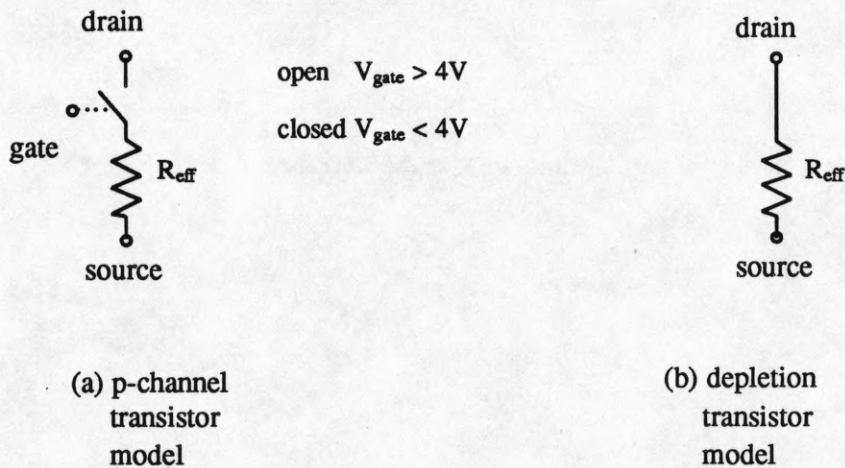 drain
open V_gate > 4V
closed V_gate < 4V
gate
R_eff
source
(a) p-channel
transistor
model
drain
R_eff
source
(b) depletion
transistor
model